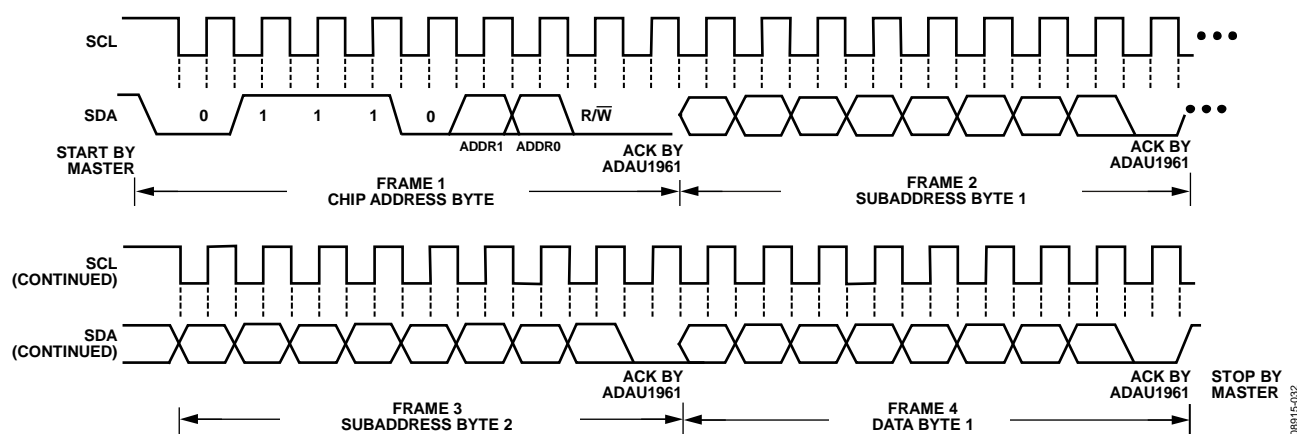 SCL
SDA
0 1 1 1 0 R/W̅
ADDR1 ADDR0
START BY
MASTER
ACK BY
ADAU1961
ACK BY
ADAU1961
FRAME 1
CHIP ADDRESS BYTE
FRAME 2
SUBADDRESS BYTE 1
SCL
(CONTINUED)
SDA
(CONTINUED)
ACK BY
ADAU1961
ACK BY
ADAU1961
STOP BY
MASTER
FRAME 3
SUBADDRESS BYTE 2
FRAME 4
DATA BYTE 1
08915-032